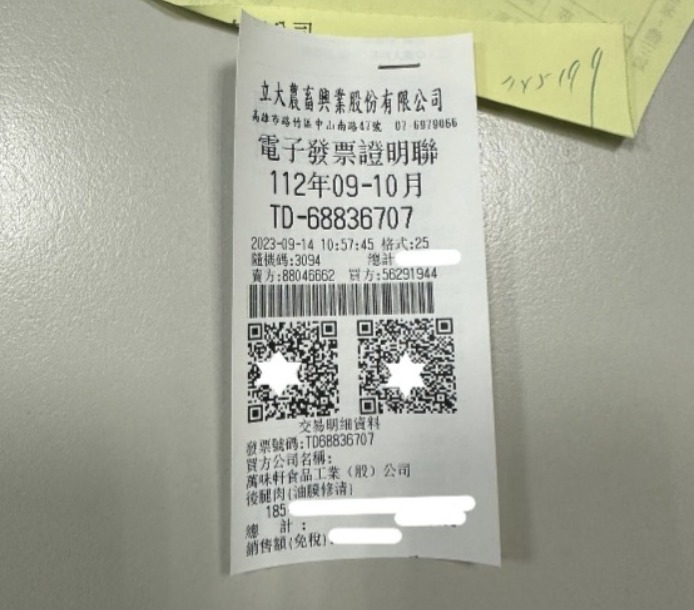 立大農畜興業股份有限公司
高雄市路竹區中山南路47號 07-6979066
電子發票證明聯
112年09-10月
TD-68836707
2023-09-14 10:57:45 格式:25
隨機碼:3094 總計
賣方:88046662 買方:56291944
交易明細資料
發票號碼:TD68836707
買方公司名稱:
萬味軒食品工業(股)公司
後腿肉(油膜修清)
185
總 計:
銷售額(免稅)